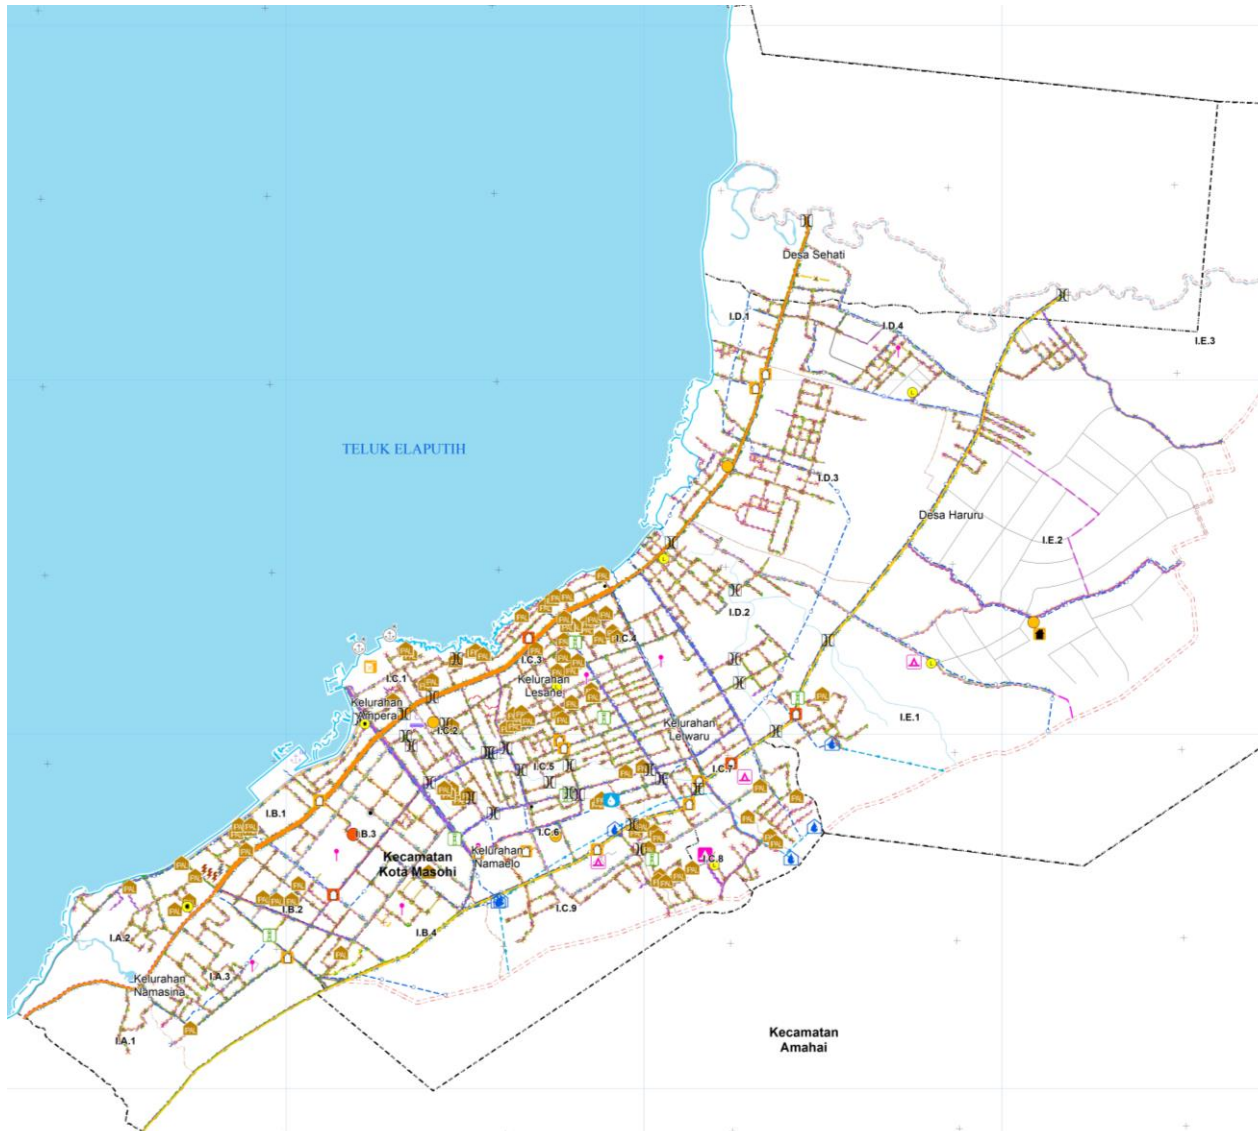 Desa Sehati
I.D.1
I.D.4
I.E.3
TELUK ELAPUTIH
I.D.3
Desa Haruru
I.E.2
I.D.2
I.C.4
I.C.3
I.C.1
Kelurahan
Lesane
Kelurahan
Ampera
I.C.2
Kelurahan
Letwaru
I.E.1
I.C.5
I.C.7
I.B.1
I.B.3
I.C.6
Kelurahan
Namaelo
Kecamatan
Kota Masohi
I.C.8
I.B.2
I.C.9
I.B.4
I.A.2
I.A.3
Kelurahan
Namasina
I.A.1
Kecamatan
Amahai